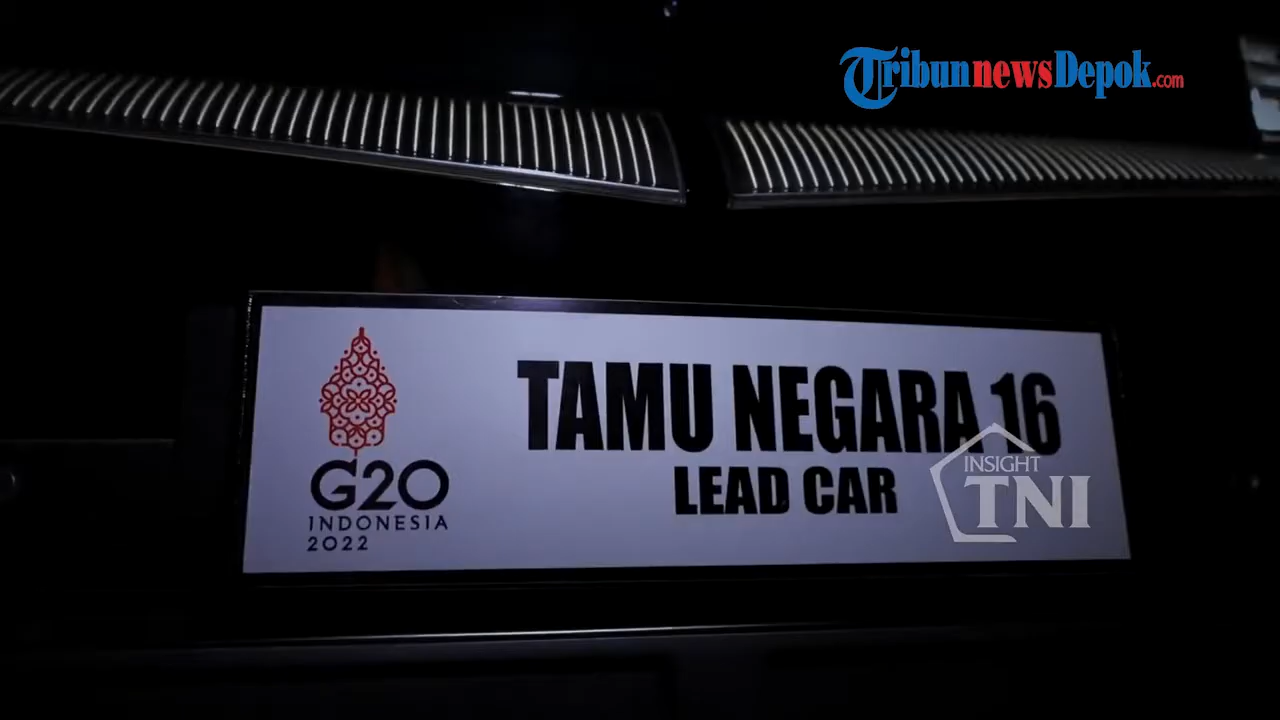 TribunnewsDepok.com
TAMU NEGARA 16
LEAD CAR
G20
INDONESIA
2022
INSIGHT
TNI